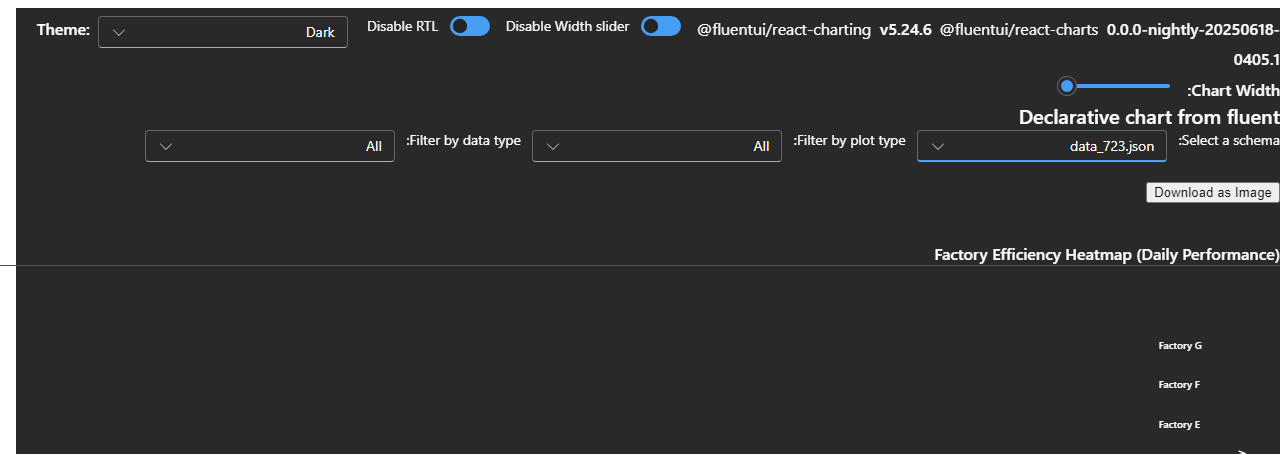 Theme: Dark Disable RTL Disable Width slider @fluentui/react-charting v5.24.6 @fluentui/react-charts 0.0.0-nightly-20250618-
0405.1
:Chart Width
Declarative chart from fluent
:Select a schema data_723.json :Filter by plot type All :Filter by data type All
Download as Image
Factory Efficiency Heatmap (Daily Performance)
Factory G
Factory F
Factory E